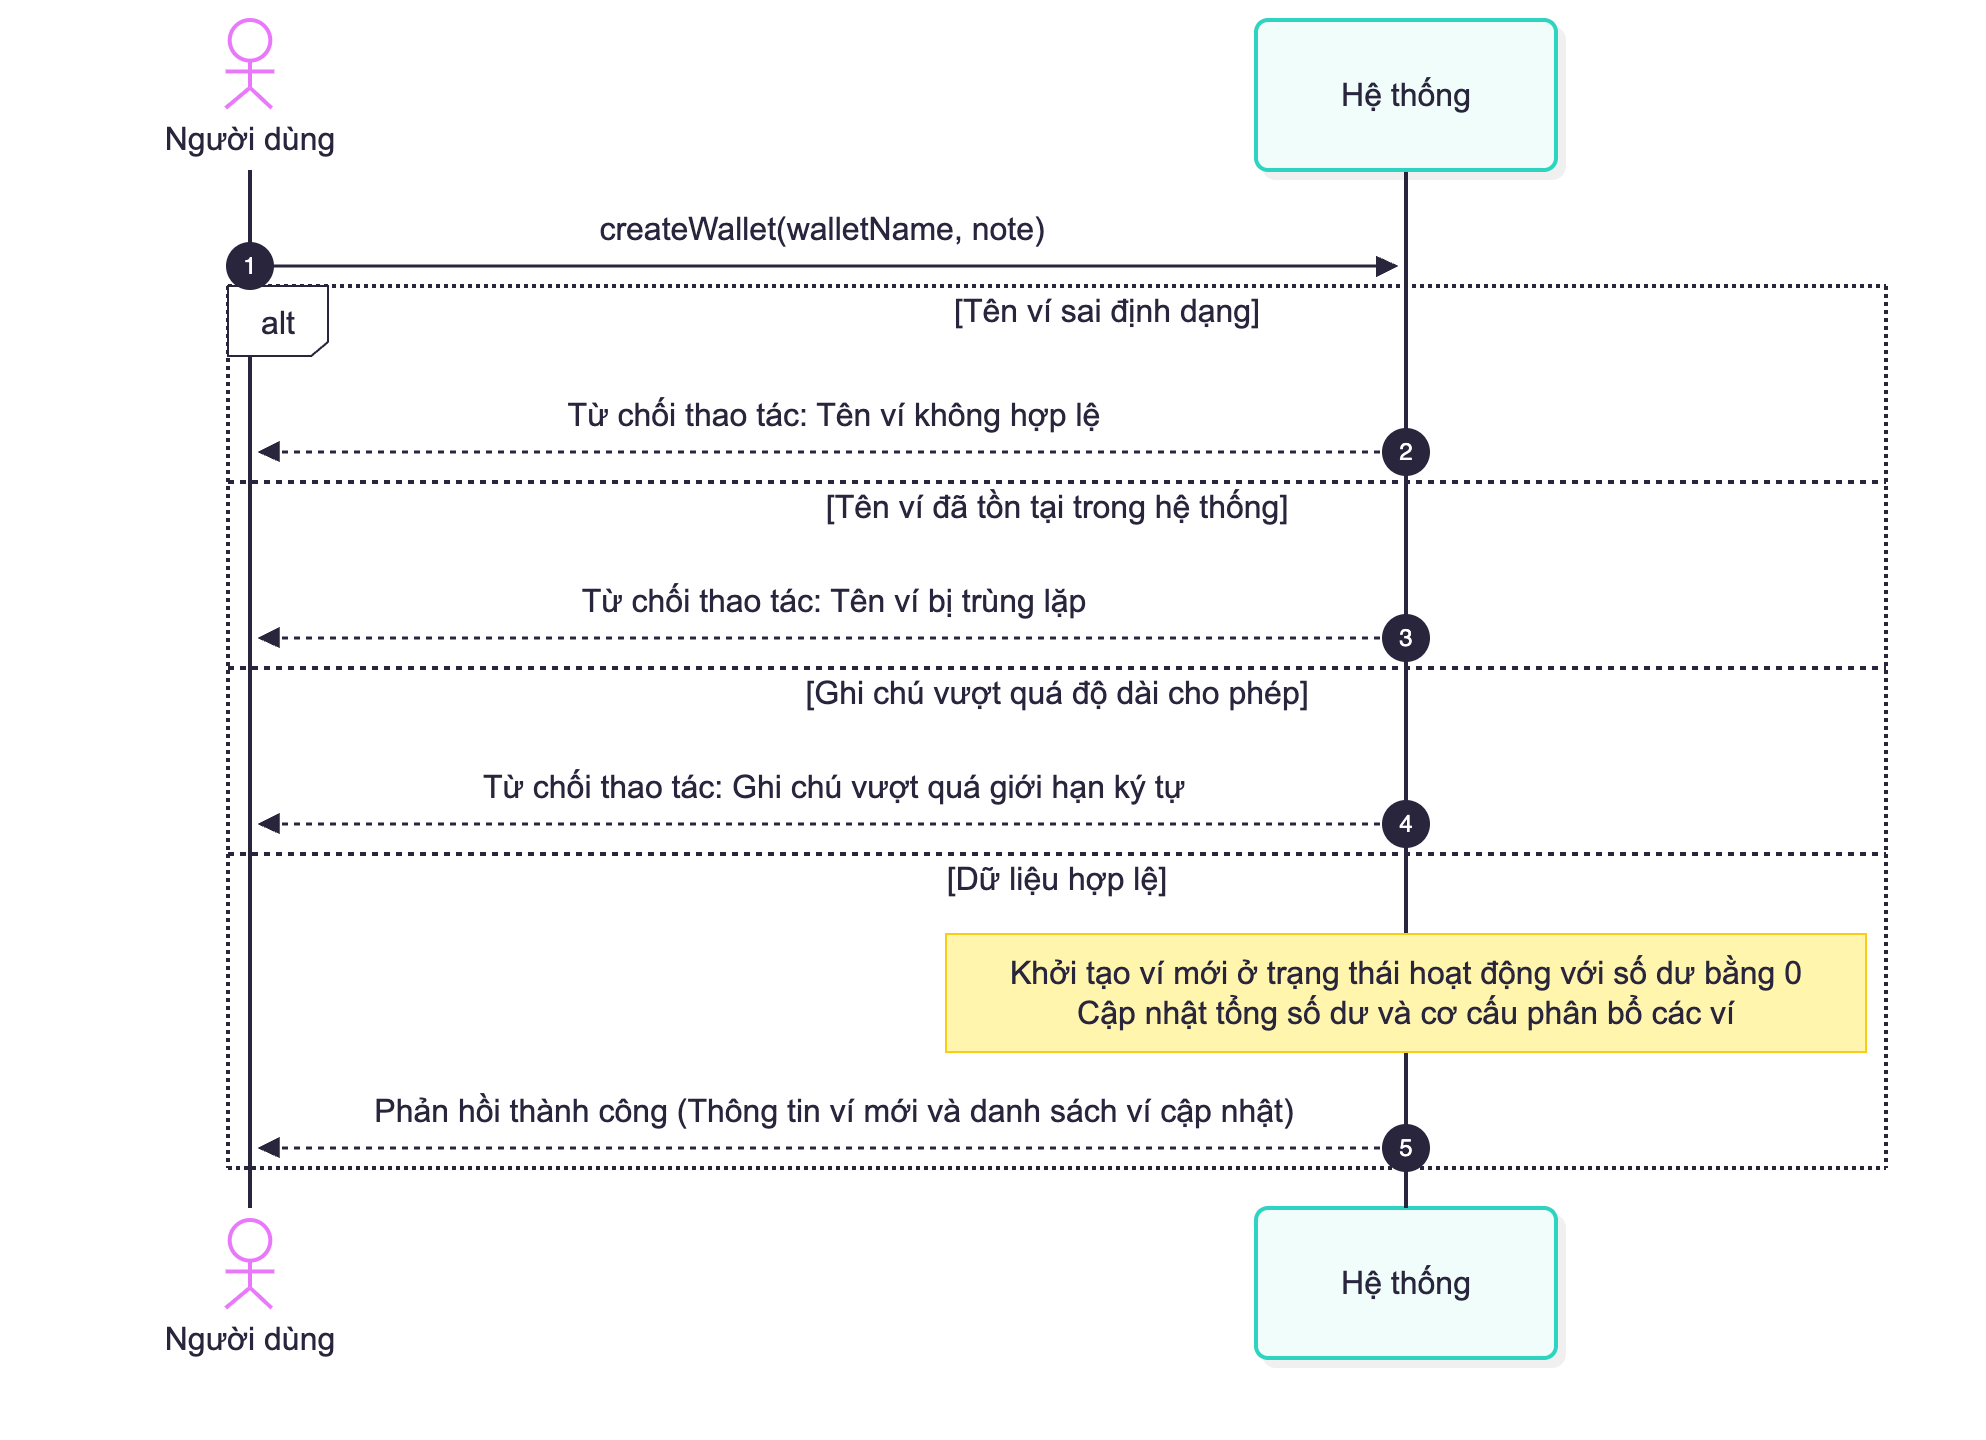 Người dùng
Hệ thống
createWallet(walletName, note)
1
alt
[Tên ví sai định dạng]
Từ chối thao tác: Tên ví không hợp lệ
2
[Tên ví đã tồn tại trong hệ thống]
Từ chối thao tác: Tên ví bị trùng lặp
3
[Ghi chú vượt quá độ dài cho phép]
Từ chối thao tác: Ghi chú vượt quá giới hạn ký tự
4
[Dữ liệu hợp lệ]
Khởi tạo ví mới ở trạng thái hoạt động với số dư bằng 0
Cập nhật tổng số dư và cơ cấu phân bổ các ví
Phản hồi thành công (Thông tin ví mới và danh sách ví cập nhật)
5
Người dùng
Hệ thống